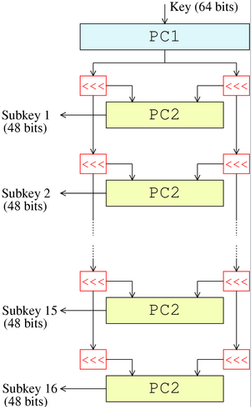 Key (64 bits)
PC1
<<< <<<
Subkey 1
(48 bits)
PC2
<<< <<<
Subkey 2
(48 bits)
PC2
<<< <<<
Subkey 15
(48 bits)
PC2
<<< <<<
Subkey 16
(48 bits)
PC2